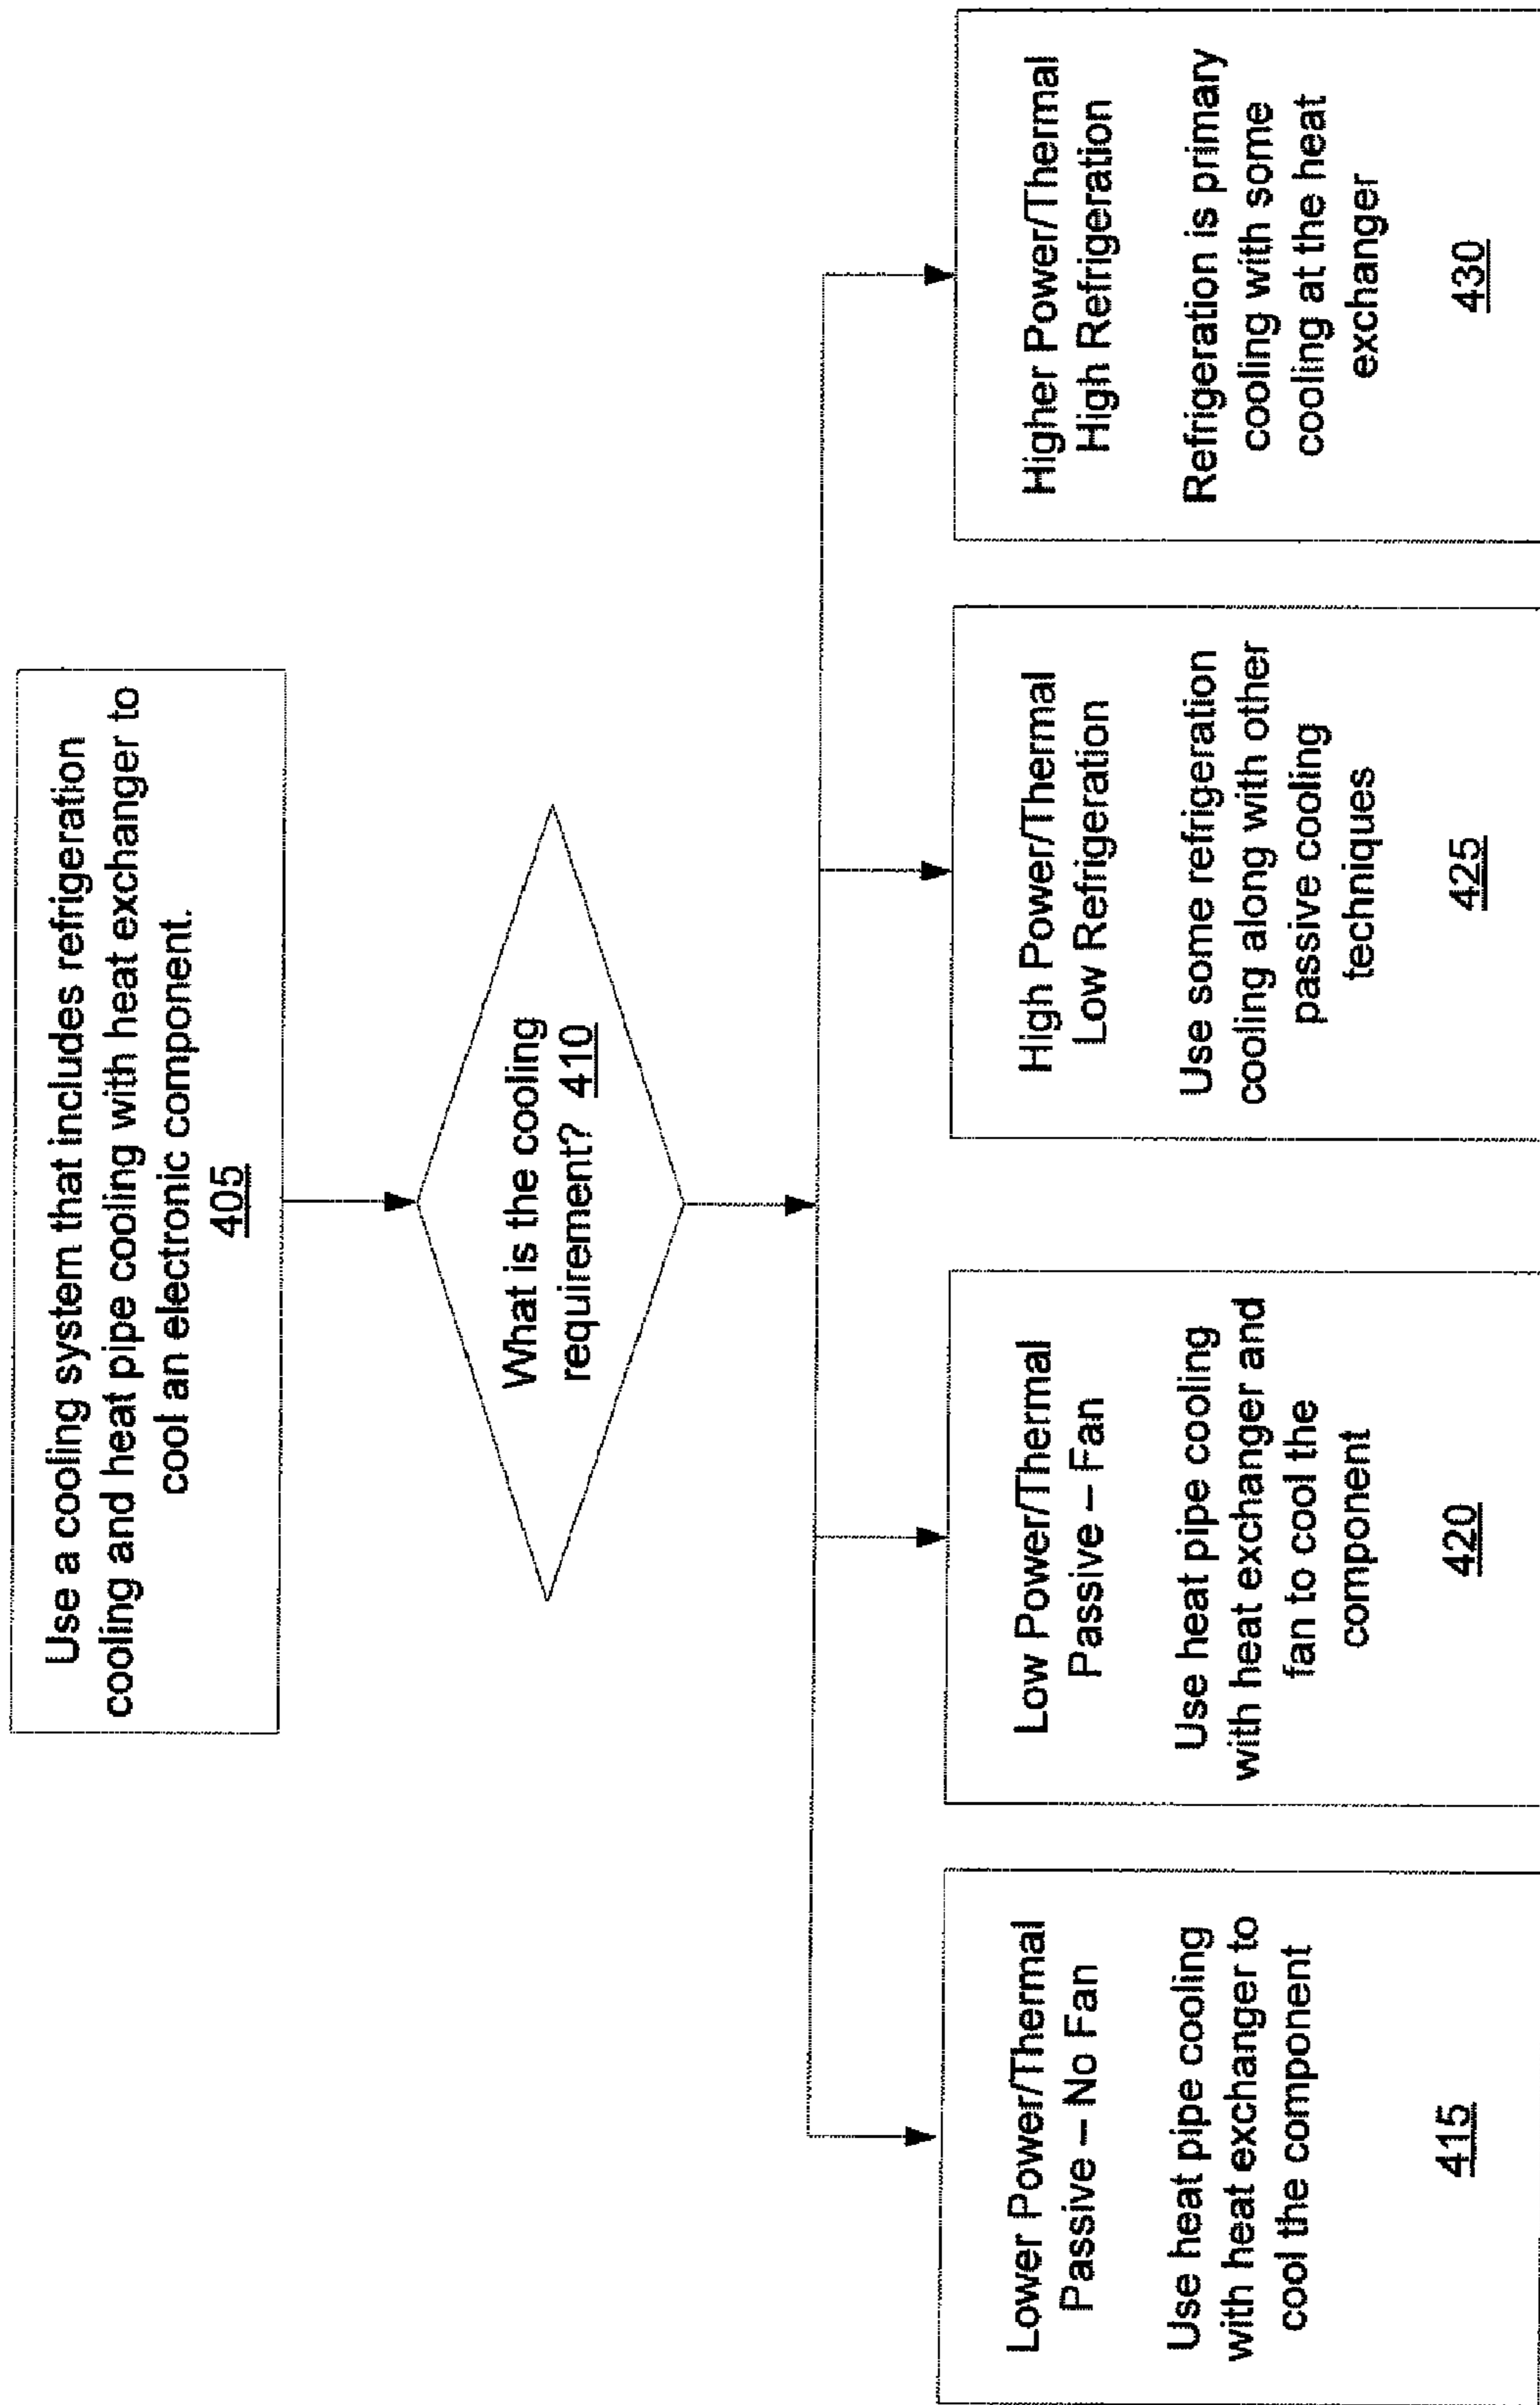 Use a cooling system that includes refrigeration
cooling and heat pipe cooling with heat exchanger to
cool an electronic component.
405
What is the cooling
requirement? 410
Lower Power/Thermal
Passive – No Fan
Use heat pipe cooling
with heat exchanger to
cool the component
415
Low Power/Thermal
Passive – Fan
Use heat pipe cooling
with heat exchanger and
fan to cool the
component
420
High Power/Thermal
Low Refrigeration
Use some refrigeration
cooling along with other
passive cooling
techniques
425
Higher Power/Thermal
High Refrigeration
Refrigeration is primary
cooling with some
cooling at the heat
exchanger
430